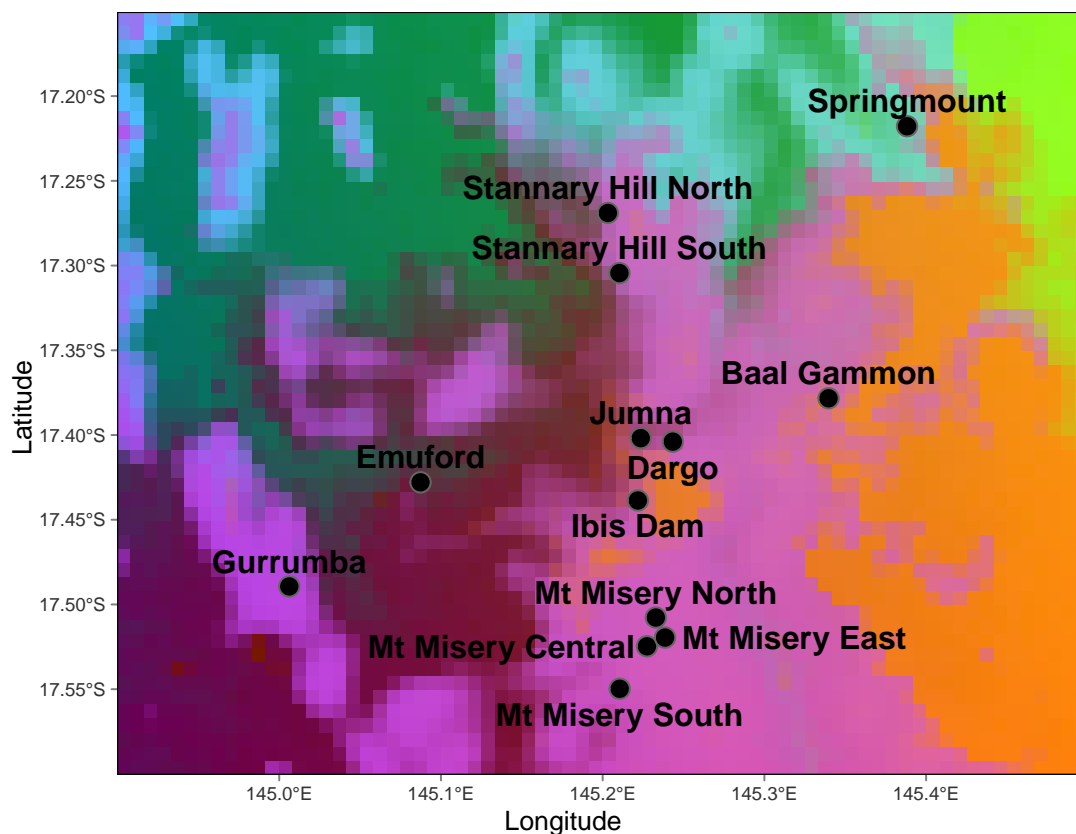 Springmount
17.20°S
Stannary Hill North
17.25°S
Stannary Hill South
17.30°S
17.35°S
Baal Gammon
Jumna
17.40°S
Emuford
Dargo
17.45°S
Ibis Dam
Gurrumba
Mt Misery North
17.50°S
Mt Misery East
Mt Misery Central
17.55°S
Mt Misery South
Latitude
145.0°E 145.1°E 145.2°E 145.3°E 145.4°E
Longitude